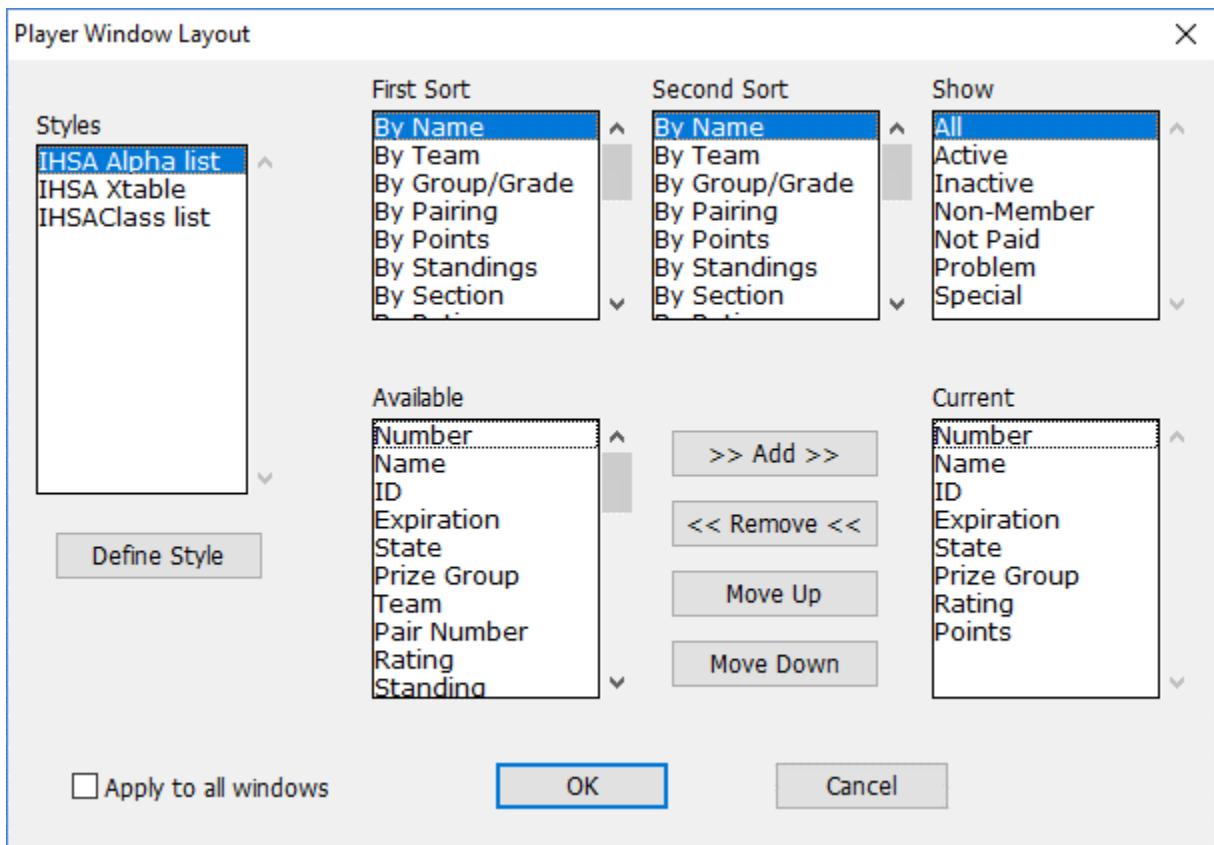 Player Window Layout
Styles
IHSA Alpha list
IHSA Xtable
IHSAClass list
Define Style
First Sort
By Name
By Team
By Group/Grade
By Pairing
By Points
By Standings
By Section
Second Sort
By Name
By Team
By Group/Grade
By Pairing
By Points
By Standings
By Section
Show
All
Active
Inactive
Non-Member
Not Paid
Problem
Special
Available
Number
Name
ID
Expiration
State
Prize Group
Team
Pair Number
Rating
Standing
>> Add >>
<< Remove <<
Move Up
Move Down
Current
Number
Name
ID
Expiration
State
Prize Group
Rating
Points
Apply to all windows
OK
Cancel